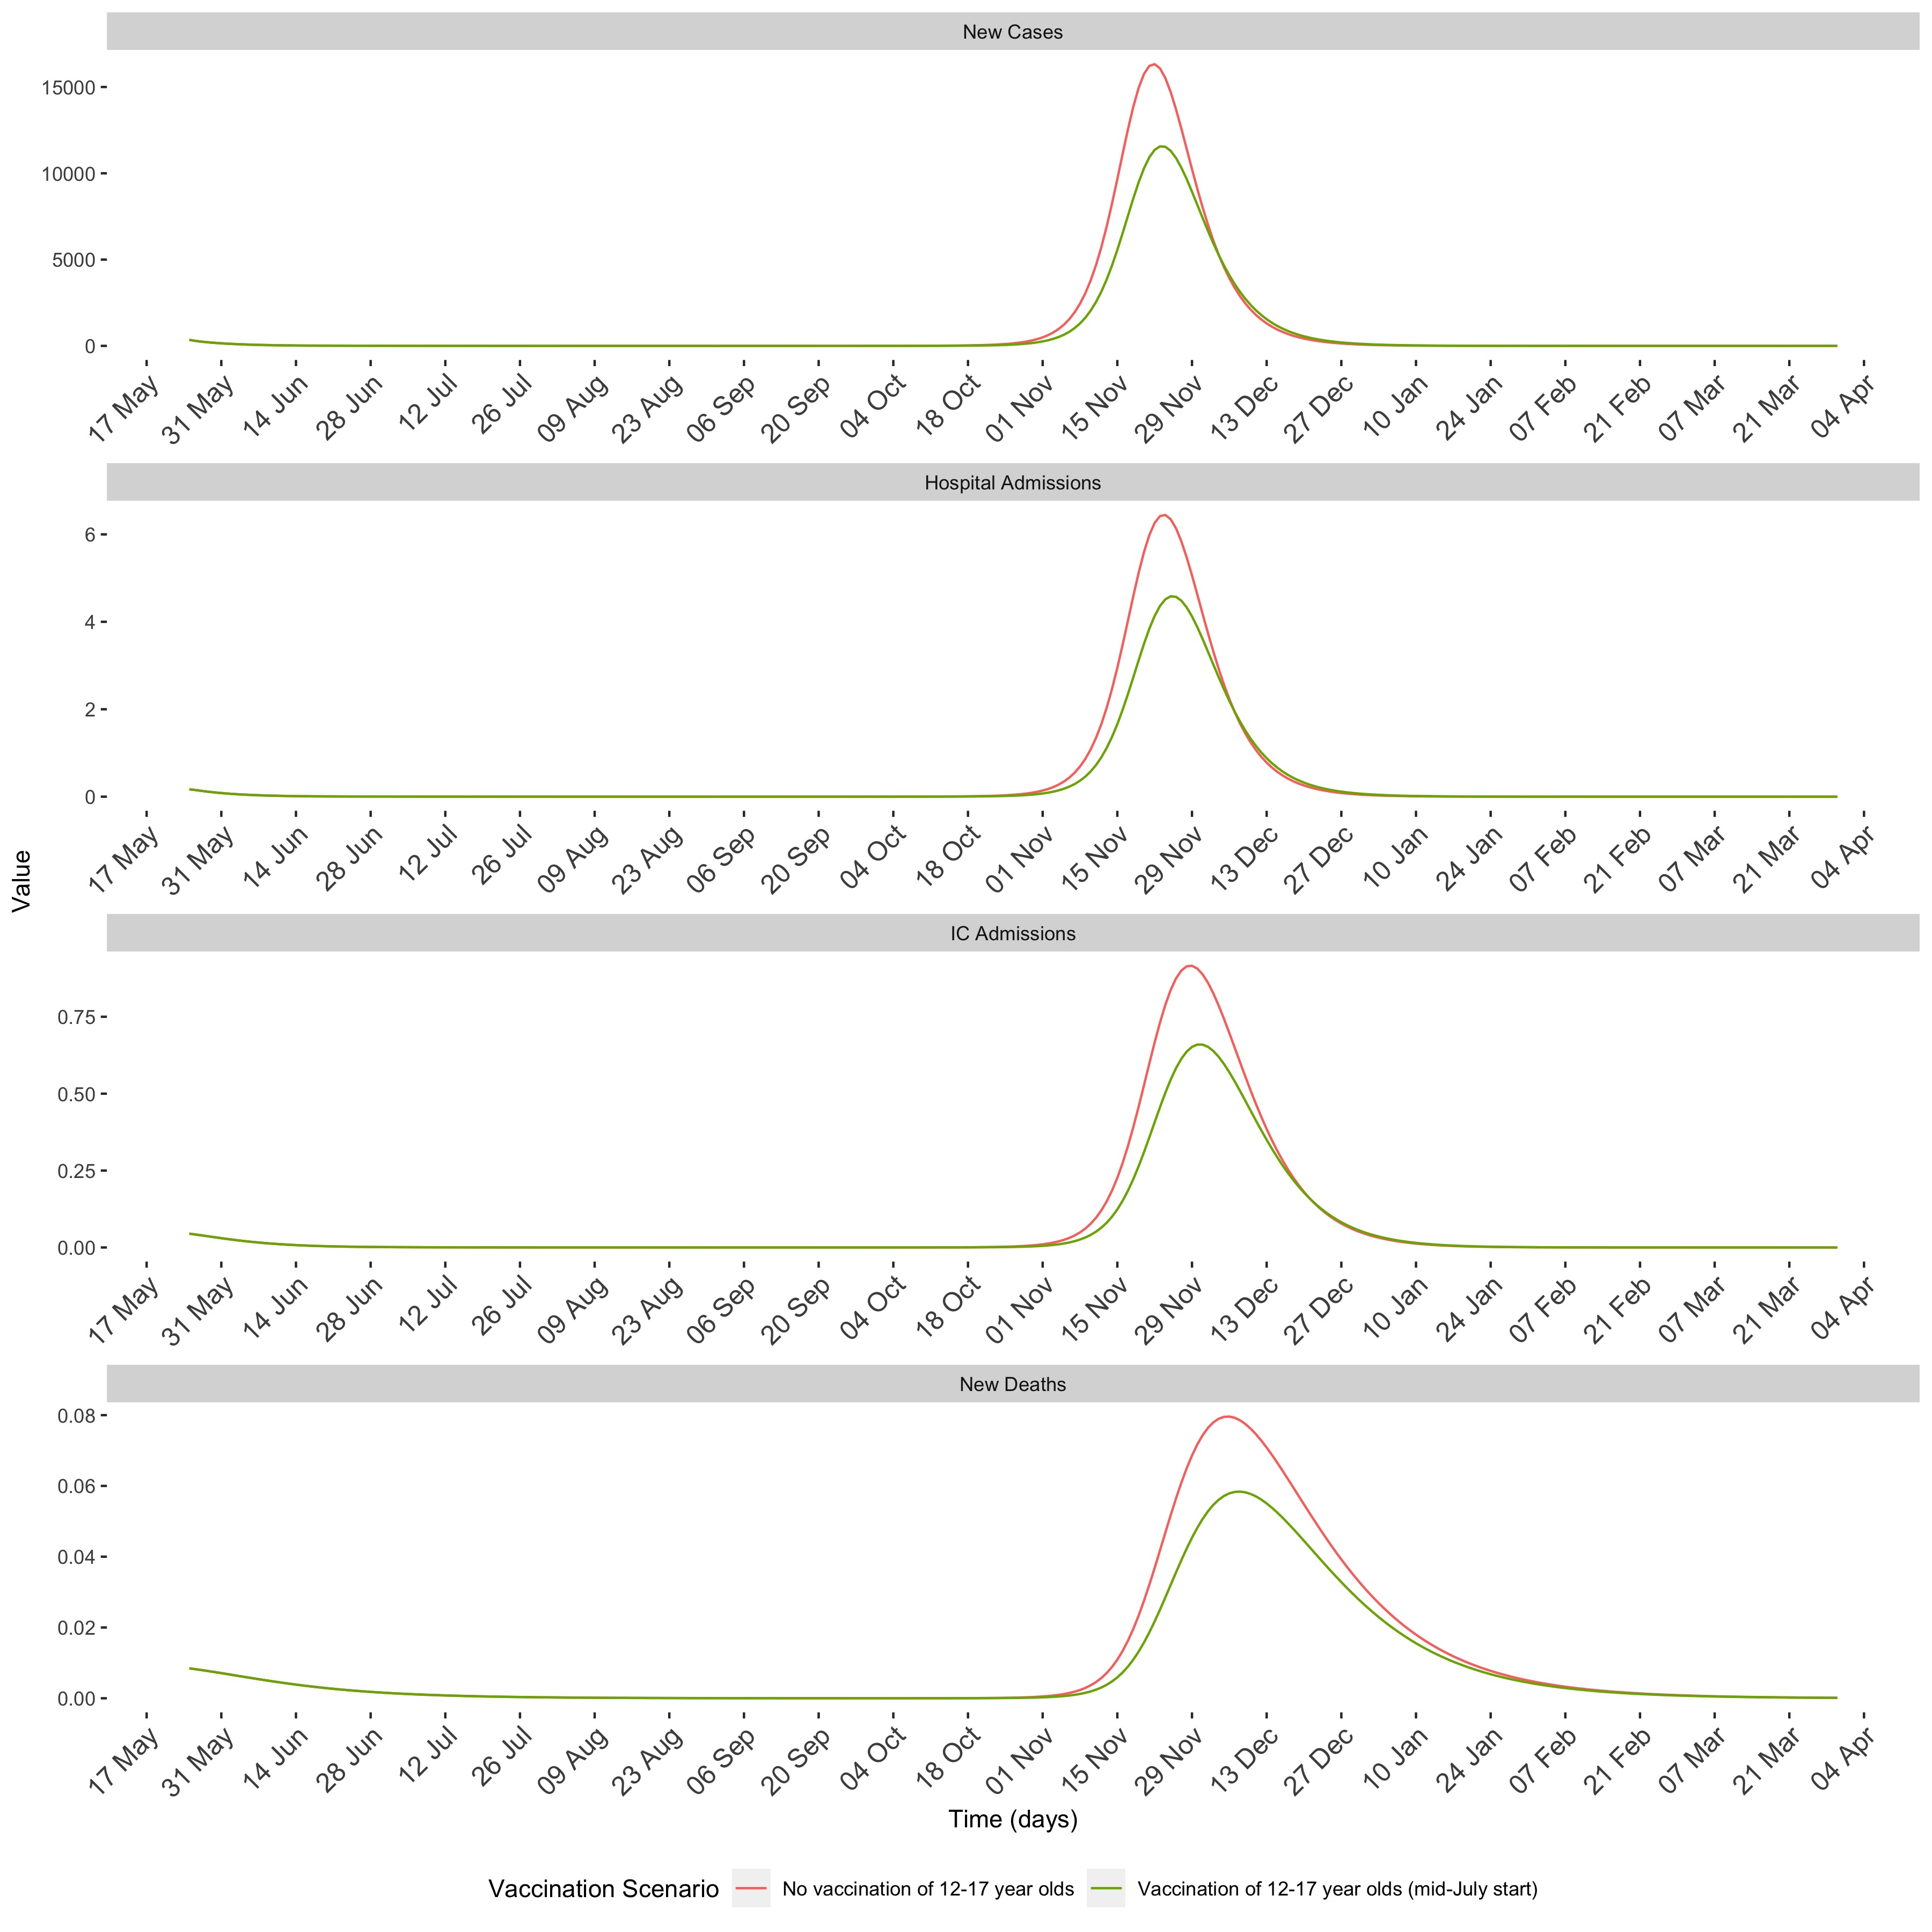 New Cases
15000
10000
5000
0
17 May 31 May 14 Jun 28 Jun 12 Jul 26 Jul 09 Aug 23 Aug 06 Sep 20 Sep 04 Oct 18 Oct 01 Nov 15 Nov 29 Nov 13 Dec 27 Dec 10 Jan 24 Jan 07 Feb 21 Feb 07 Mar 21 Mar 04 Apr
Hospital Admissions
6
4
2
0
17 May 31 May 14 Jun 28 Jun 12 Jul 26 Jul 09 Aug 23 Aug 06 Sep 20 Sep 04 Oct 18 Oct 01 Nov 15 Nov 29 Nov 13 Dec 27 Dec 10 Jan 24 Jan 07 Feb 21 Feb 07 Mar 21 Mar 04 Apr
Value
IC Admissions
0.75
0.50
0.25
0.00
17 May 31 May 14 Jun 28 Jun 12 Jul 26 Jul 09 Aug 23 Aug 06 Sep 20 Sep 04 Oct 18 Oct 01 Nov 15 Nov 29 Nov 13 Dec 27 Dec 10 Jan 24 Jan 07 Feb 21 Feb 07 Mar 21 Mar 04 Apr
New Deaths
0.08
0.06
0.04
0.02
0.00
17 May 31 May 14 Jun 28 Jun 12 Jul 26 Jul 09 Aug 23 Aug 06 Sep 20 Sep 04 Oct 18 Oct 01 Nov 15 Nov 29 Nov 13 Dec 27 Dec 10 Jan 24 Jan 07 Feb 21 Feb 07 Mar 21 Mar 04 Apr
Time (days)
Vaccination Scenario No vaccination of 12-17 year olds Vaccination of 12-17 year olds (mid-July start)